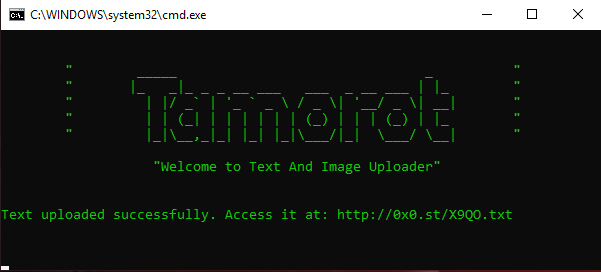 C:\WINDOWS\system32\cmd.exe
Tamorot
"Welcome to Text And Image Uploader"
Text uploaded successfully. Access it at: http://0x0.st/X9QO.txt